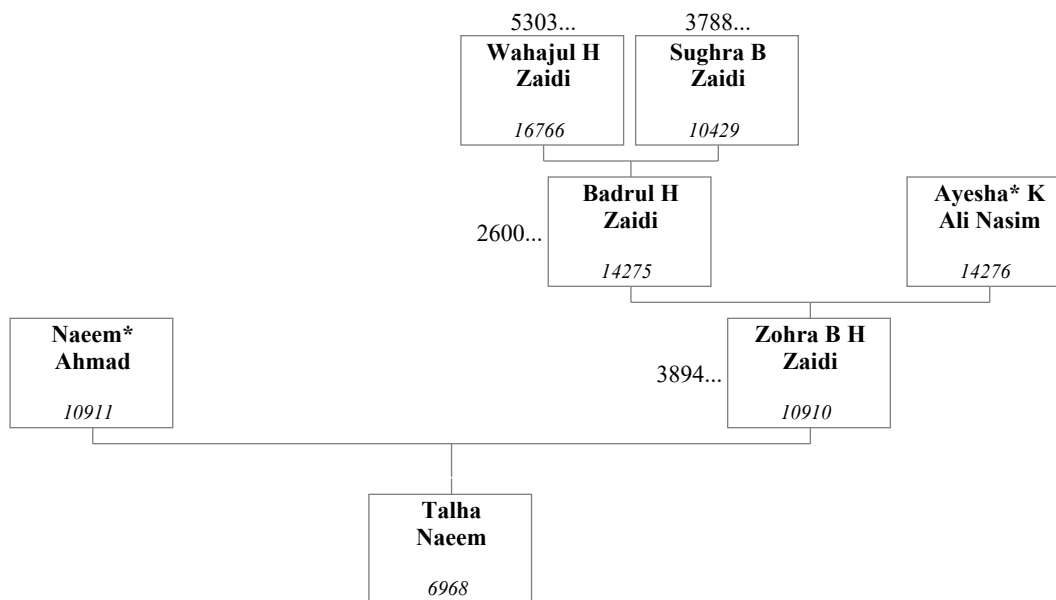 5303...
3788...
Wahajul H
Zaidi
16766
Sughra B
Zaidi
10429
2600...
Badrul H
Zaidi
14275
Ayesha* K
Ali Nasim
14276
Naeem*
Ahmad
10911
3894...
Zohra B H
Zaidi
10910
Talha
Naeem
6968